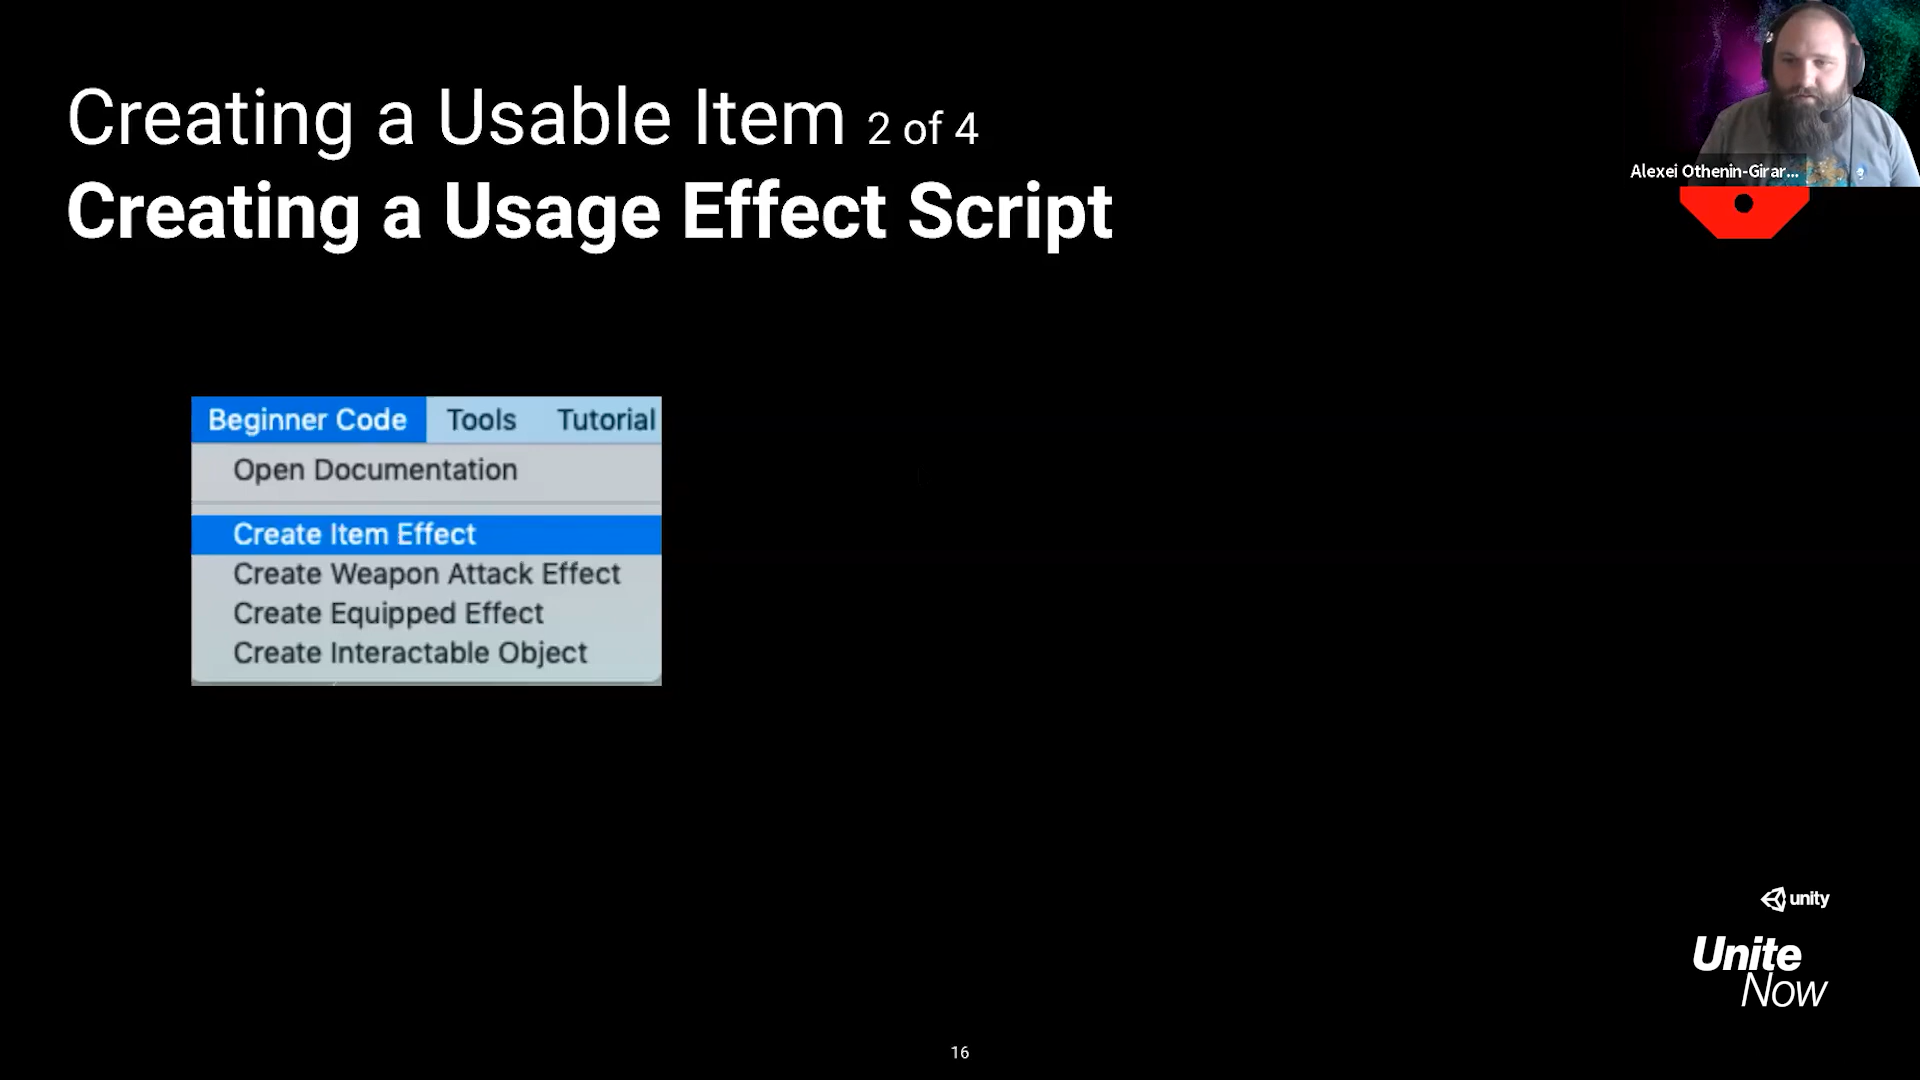 Creating a Usable Item 2 of 4
Creating a Usage Effect Script
Alexei Othenin-Girar...
Beginner Code Tools Tutorial
Open Documentation
Create Item Effect
Create Weapon Attack Effect
Create Equipped Effect
Create Interactable Object
unity
Unite
Now
16